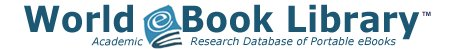 World eBook Library™
Academic Research Database of Portable eBooks